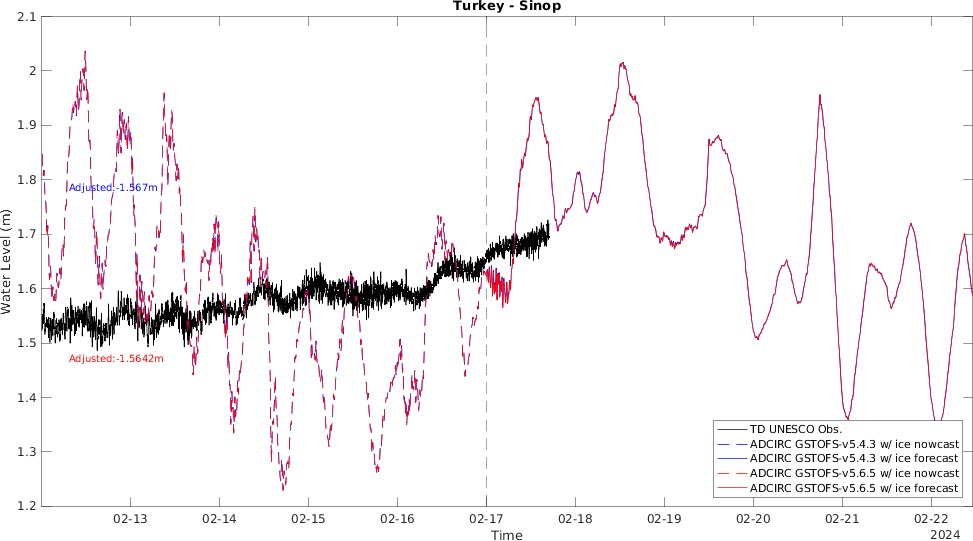 Turkey - Sinop
2.1
2
1.9
1.8
1.7
1.6
1.5
1.4
1.3
1.2
Water Level (m)
Adjusted:-1.567m
Adjusted:-1.5642m
TD UNESCO Obs.
ADCIRC GSTOFS-v5.4.3 w/ ice nowcast
ADCIRC GSTOFS-v5.4.3 w/ ice forecast
ADCIRC GSTOFS-v5.6.5 w/ ice nowcast
ADCIRC GSTOFS-v5.6.5 w/ ice forecast
02-13 02-14 02-15 02-16 02-17 02-18 02-19 02-20 02-21 02-22
Time 2024